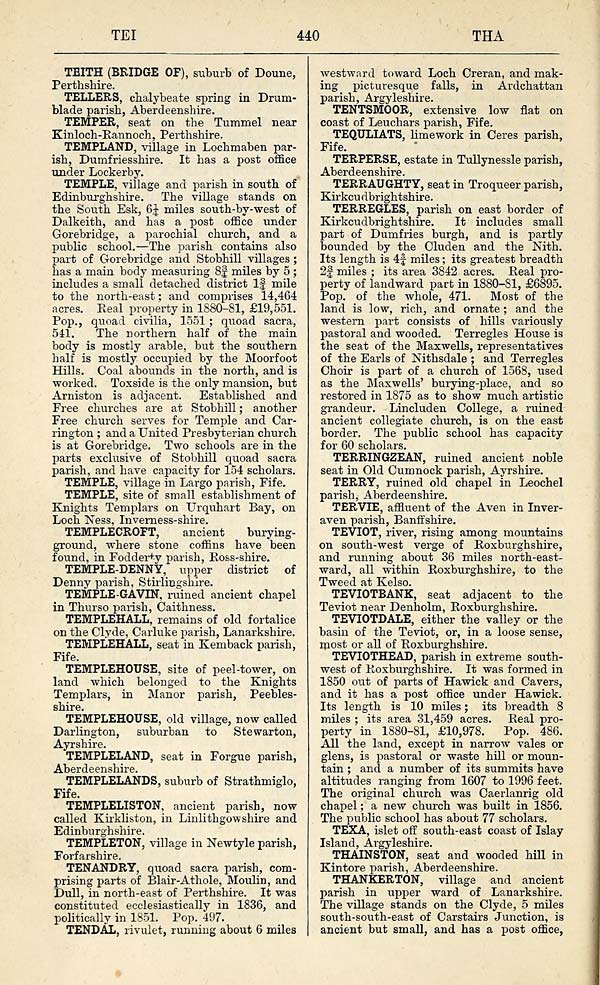 TEI
440
THA
TEITH (BRIDGE OF), suburb of Doune,
Perthshire.
TELLERS, chalybeate spring in Drum-
blade parish, Aberdeenshire.
TEMPER, seat on the Tummel near
Kinloch-Rannoch, Perthshire.
TEMPLAND, village in Lochmaben par-
ish, Dumfriesshire. It has a post office
under Lockerby.
TEMPLE, village and parish in south of
Edinburghshire. The village stands on
the South Esk, 6¼ miles south-by-west of
Dalkeith, and has a post office under
Gorebridge, a parochial church, and a
public school.—The parish contains also
part of Gorebridge and Stobhill villages;
has a main body measuring 8¾ miles by 5;
includes a small detached district 1¾ mile
to the north-east; and comprises 14,464
acres. Real property in 1880-81, £19,551.
Pop., quoad civilia, 1551; quoad sacra,
541. The northern half of the main
body is mostly arable, but the southern
half is mostly occupied by the Moorfoot
Hills. Coal abounds in the north, and is
worked. Toxside is the only mansion, but
Arniston is adjacent. Established and
Free churches are at Stobhill; another
Free church serves for Temple and Car-
rington; and a United Presbyterian church
is at Gorebridge. Two schools are in the
parts exclusive of Stobhill quoad sacra
parish, and have capacity for 154 scholars.
TEMPLE, village in Largo parish, Fife.
TEMPLE, site of small establishment of
Knights Templars on Urquhart Bay, on
Loch Ness, Inverness-shire.
TEMPLECROFT, ancient burying-
ground, where stone coffins have been
found, in Fodderty parish, Ross-shire.
TEMPLE-DENNY, upper district of
Denny parish, Stirlingshire.
TEMPLE-GAVIN, ruined ancient chapel
in Thurso parish, Caithness.
TEMPLEHALL, remains of old fortalice
on the Clyde, Carluke parish, Lanarkshire.
TEMPLEHALL, seat in Kemback parish,
Fife.
TEMPLEHOUSE, site of peel-tower, on
land which belonged to the Knights
Templars, in Manor parish, Peebles-
shire.
TEMPLEHOUSE, old village, now called
Darlington, suburban to Stewarton,
Ayrshire.
TEMPLELAND, seat in Forgue parish,
Aberdeenshire.
TEMPLELANDS, suburb of Strathmiglo,
Fife.
TEMPLELISTON, ancient parish, now
called Kirkliston, in Linlithgowshire and
Edinburghshire.
TEMPLETON, village in Newtyle parish,
Forfarshire.
TENANDRY, quoad sacra parish, com-
prising parts of Blair-Athole, Moulin, and
Dull, in north-east of Perthshire. It was
constituted ecclesiastically in 1836, and
politically in 1851. Pop. 497.
TENDAL, rivulet, running about 6 miles
westward toward Loch Creran, and mak-
ing picturesque falls, in Ardchattan
parish, Argyleshire.
TENTSMOOR, extensive low flat on
coast of Leuchars parish, Fife.
TEQULIATS, limework in Ceres parish,
Fife.
TERPERSE, estate in Tullynessle parish,
Aberdeenshire.
TERRAUGHTY, seat in Troqueer parish,
Kirkcudbrightshire.
TERREGLES, parish on east border of
Kirkcudbrightshire. It includes small
part of Dumfries burgh, and is partly
bounded by the Cluden and the Nith.
Its length is 4¾ miles; its greatest breadth
2¾ miles; its area 3842 acres. Real pro-
perty of landward part in 1880-81, £6895.
Pop. of the whole, 471. Most of the
land is low, rich, and ornate; and the
western part consists of hills variously
pastoral and wooded. Terregles House is
the seat of the Maxwells, representatives
of the Earls of Nithsdale; and Terregles
Choir is part of a church of 1568, used
as the Maxwells' burying-place, and so
restored in 1875 as to show much artistic
grandeur. Lincluden College, a ruined
ancient collegiate church, is on the east
border. The public school has capacity
for 60 scholars.
TERRINGZEAN, ruined ancient noble
seat in Old Cumnock parish, Ayrshire.
TERRY, ruined old chapel in Leochel
parish, Aberdeenshire.
TERVIE, affluent of the Aven in Inver-
aven parish, Banffshire.
TEVIOT, river, rising among mountains
on south-west verge of Roxburghshire,
and running about 36 miles north-east-
ward, all within Roxburghshire, to the
Tweed at Kelso.
TEVIOTBANK, seat adjacent to the
Teviot near Denholm, Roxburghshire.
TEVIOTDALE, either the valley or the
basin of the Teviot, or, in a loose sense,
most or all of Roxburghshire.
TEVIOTHEAD, parish in extreme south-
west of Roxburghshire. It was formed in
1850 out of parts of Hawick and Cavers,
and it has a post office under Hawick.
Its length is 10 miles; its breadth 8
miles; its area 31,459 acres. Real pro-
perty in 1880-81, £10,978. Pop. 486.
All the land, except in narrow vales or
glens, is pastoral or waste hill or moun-
tain; and a number of its summits have
altitudes ranging from 1607 to 1996 feet.
The original church was Caerlanrig old
chapel; a new church was built in 1856.
The public school has about 77 scholars.
TEXA, islet off south-east coast of Islay
Island, Argyleshire.
THAINSTON, seat and wooded hill in
Kintore parish, Aberdeenshire.
THANKERTON, village and ancient
parish in upper ward of Lanarkshire.
The village stands on the Clyde, 5 miles
south-south-east of Carstairs Junction, is
ancient but small, and has a post office,